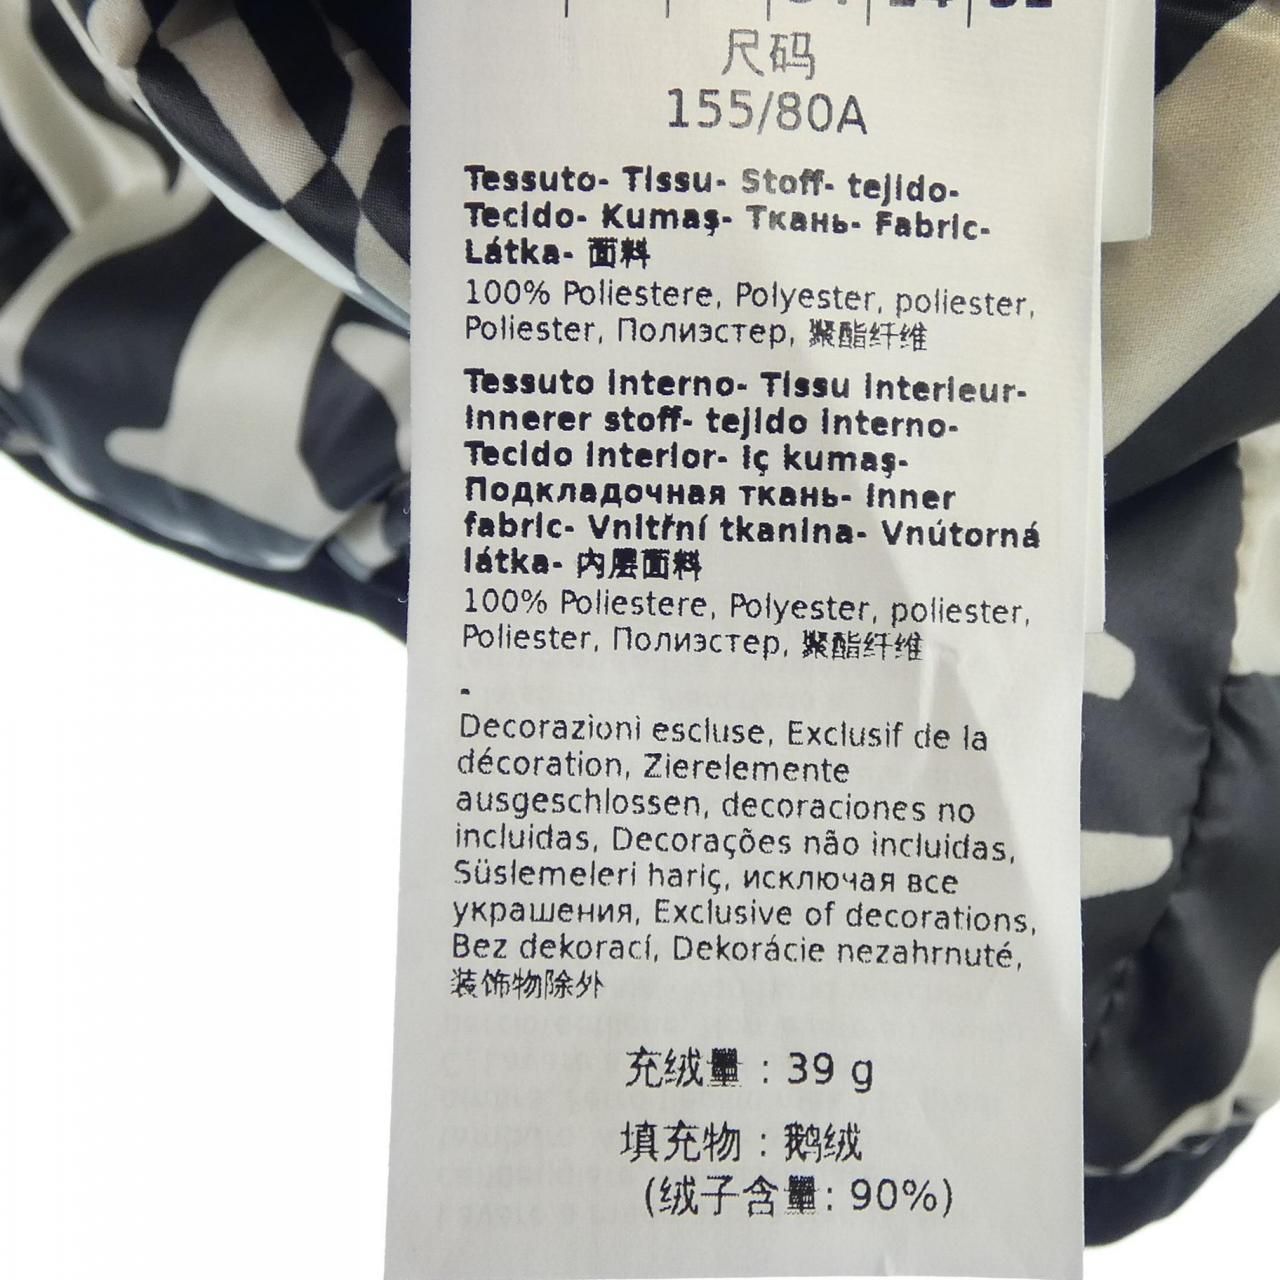 尺码
155/80A
Tessuto- Tissu- Stoff- tejido-
Tecido- Kumaş- Ткань- Fabric-
Látka- 面料
100% Poliestere, Polyester, poliester,
Poliester, Полиэстер, 聚酯纤维
Tessuto interno- Tissu interieur-
Innerer stoff- tejido interno-
Tecido interior- iç kumaş-
Подкладочная ткань- Inner
fabric- Vnitřní tkanina- Vnútorná
látka- 内层面料
100% Poliestere, Polyester, poliester,
Poliester, Полиэстер, 聚酯纤维
-
Decorazioni escluse, Exclusif de la
décoration, Zierelemente
ausgeschlossen, decoraciones no
incluidas, Decorações não incluidas,
Süslemeleri hariç, исключая все
украшения, Exclusive of decorations,
Bez dekorací, Dekorácie nezahrnuté,
装饰物除外
充绒量 : 39 g
填充物 : 鹅绒
(绒子含量: 90%)